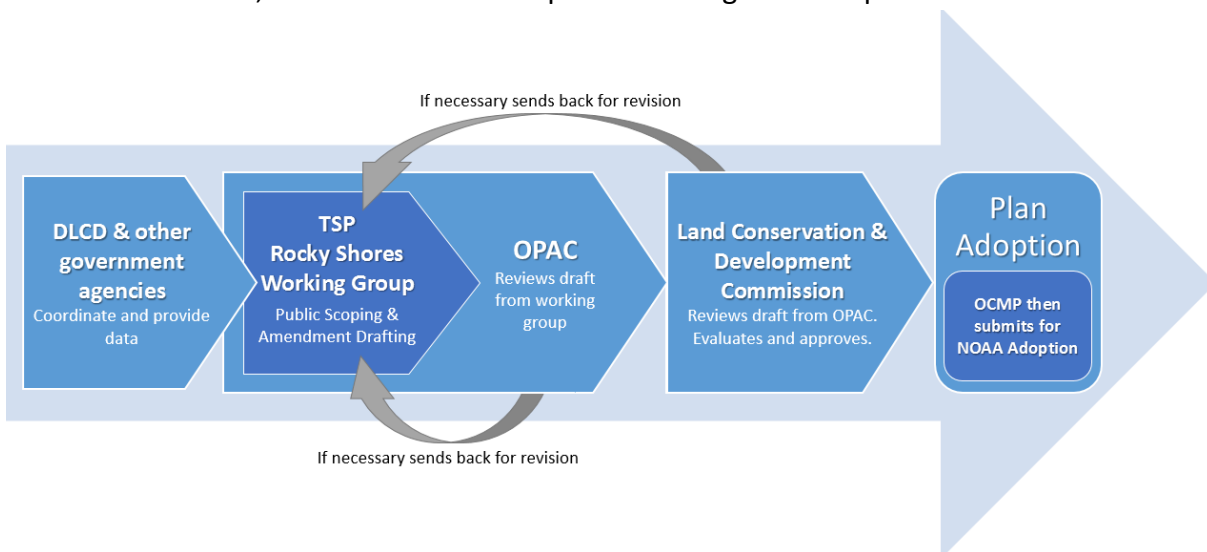 If necessary sends back for revision
DLCD & other
government
agencies
Coordinate and provide
data
TSP
Rocky Shores
Working Group
Public Scoping &
Amendment Drafting
OPAC
Reviews draft
from working
group
Land Conservation &
Development
Commission
Reviews draft from OPAC.
Evaluates and approves.
Plan
Adoption
OCMP then
submits for
NOAA Adoption
If necessary sends back for revision